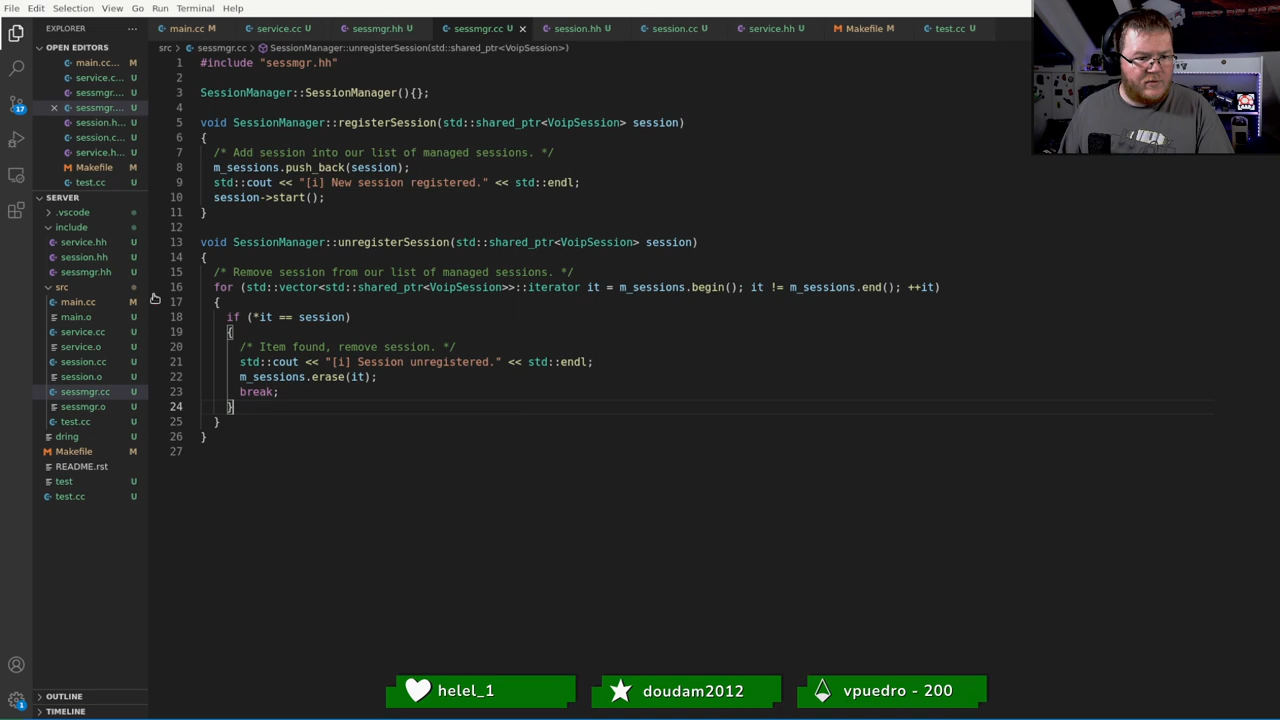 File Edit Selection View Go Run Terminal Help
EXPLORER
OPEN EDITORS
main.cc... M
service.c... U
sessmgr.... U
sessmgr.... U
session.h... U
session.c... U
service.h... U
Makefile M
test.cc U
SERVER
.vscode
include
service.hh U
session.hh U
sessmgr.hh U
src
main.cc M
main.o U
service.cc U
service.o U
session.cc U
session.o U
sessmgr.cc U
sessmgr.o U
test.cc U
dring U
Makefile M
README.rst
test U
test.cc U
OUTLINE
TIMELINE
17
1
main.cc M service.cc U sessmgr.hh U sessmgr.cc U session.hh U session.cc U service.hh U Makefile M test.cc U
src > sessmgr.cc > SessionManager::unregisterSession(std::shared_ptr<VoipSession>)
1 #include "sessmgr.hh"
2
3 SessionManager::SessionManager(){};
4
5 void SessionManager::registerSession(std::shared_ptr<VoipSession> session)
6 {
7 /* Add session into our list of managed sessions. */
8 m_sessions.push_back(session);
9 std::cout << "[i] New session registered." << std::endl;
10 session->start();
11 }
12
13 void SessionManager::unregisterSession(std::shared_ptr<VoipSession> session)
14 {
15 /* Remove session from our list of managed sessions. */
16 for (std::vector<std::shared_ptr<VoipSession>>::iterator it = m_sessions.begin(); it != m_sessions.end(); ++it)
17 {
18 if (*it == session)
19 {
20 /* Item found, remove session. */
21 std::cout << "[i] Session unregistered." << std::endl;
22 m_sessions.erase(it);
23 break;
24 }
25 }
26 }
27
helel_1
doudam2012
vpuedro - 200